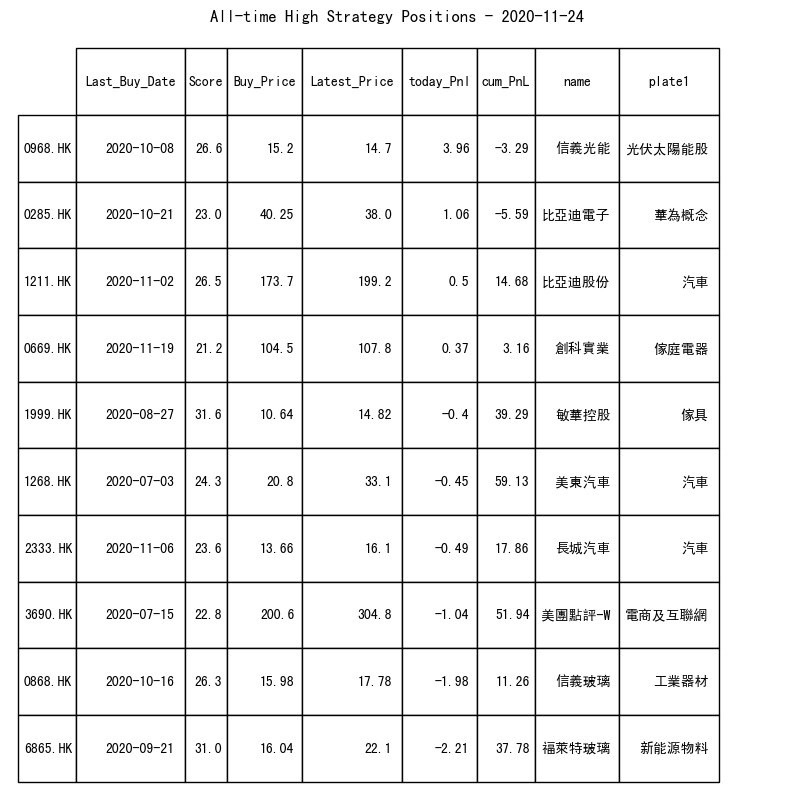 All-time High Strategy Positions - 2020-11-24
Last_Buy_Date Score Buy_Price Latest_Price today_Pnl cum_PnL name plate1
0968.HK 2020-10-08 26.6 15.2 14.7 3.96 -3.29 信義光能 光伏太陽能股
0285.HK 2020-10-21 23.0 40.25 38.0 1.06 -5.59 比亞迪電子 華為概念
1211.HK 2020-11-02 26.5 173.7 199.2 0.5 14.68 比亞迪股份 汽車
0669.HK 2020-11-19 21.2 104.5 107.8 0.37 3.16 創科實業 傢庭電器
1999.HK 2020-08-27 31.6 10.64 14.82 -0.4 39.29 敏華控股 傢具
1268.HK 2020-07-03 24.3 20.8 33.1 -0.45 59.13 美東汽車 汽車
2333.HK 2020-11-06 23.6 13.66 16.1 -0.49 17.86 長城汽車 汽車
3690.HK 2020-07-15 22.8 200.6 304.8 -1.04 51.94 美團點評-W 電商及互聯網
0868.HK 2020-10-16 26.3 15.98 17.78 -1.98 11.26 信義玻璃 工業器材
6865.HK 2020-09-21 31.0 16.04 22.1 -2.21 37.78 福萊特玻璃 新能源物料